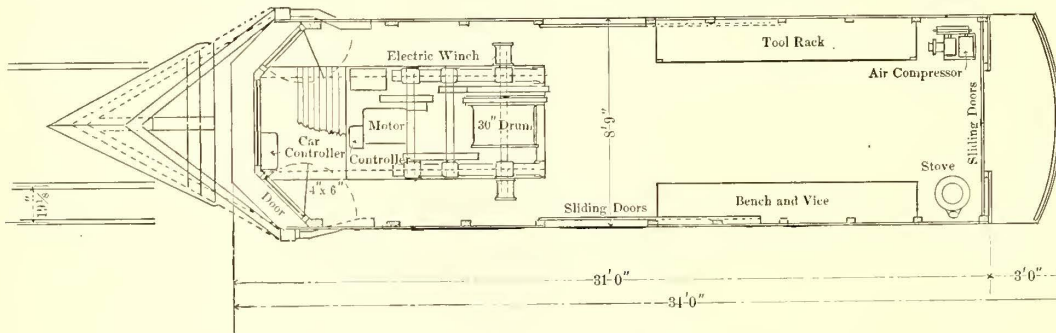 Electric Winch
Tool Rack
Air Compressor
Sliding Doors
8'9"
Motor
30" Drum
Car
Controller
Controller
4"x 6"
Door
Stove
Sliding Doors
Bench and Vice
31'0"
3'0"
34'0"